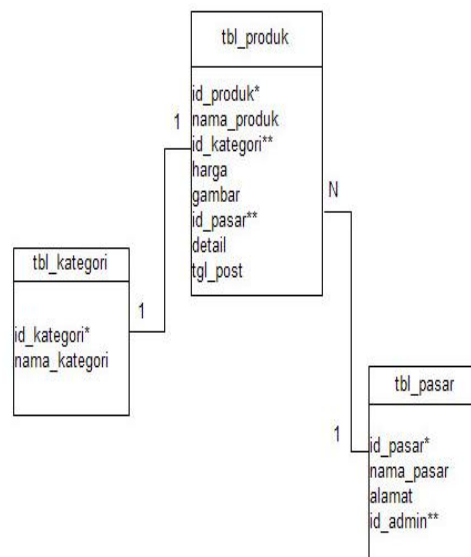 tbl_produk
id_produk*
nama_produk
id_kategori**
harga
gambar
id_pasar**
detail
tgl_post
1
N
tbl_kategori
id_kategori*
nama_kategori
1
tbl_pasar
id_pasar*
nama_pasar
alamat
id_admin**
1